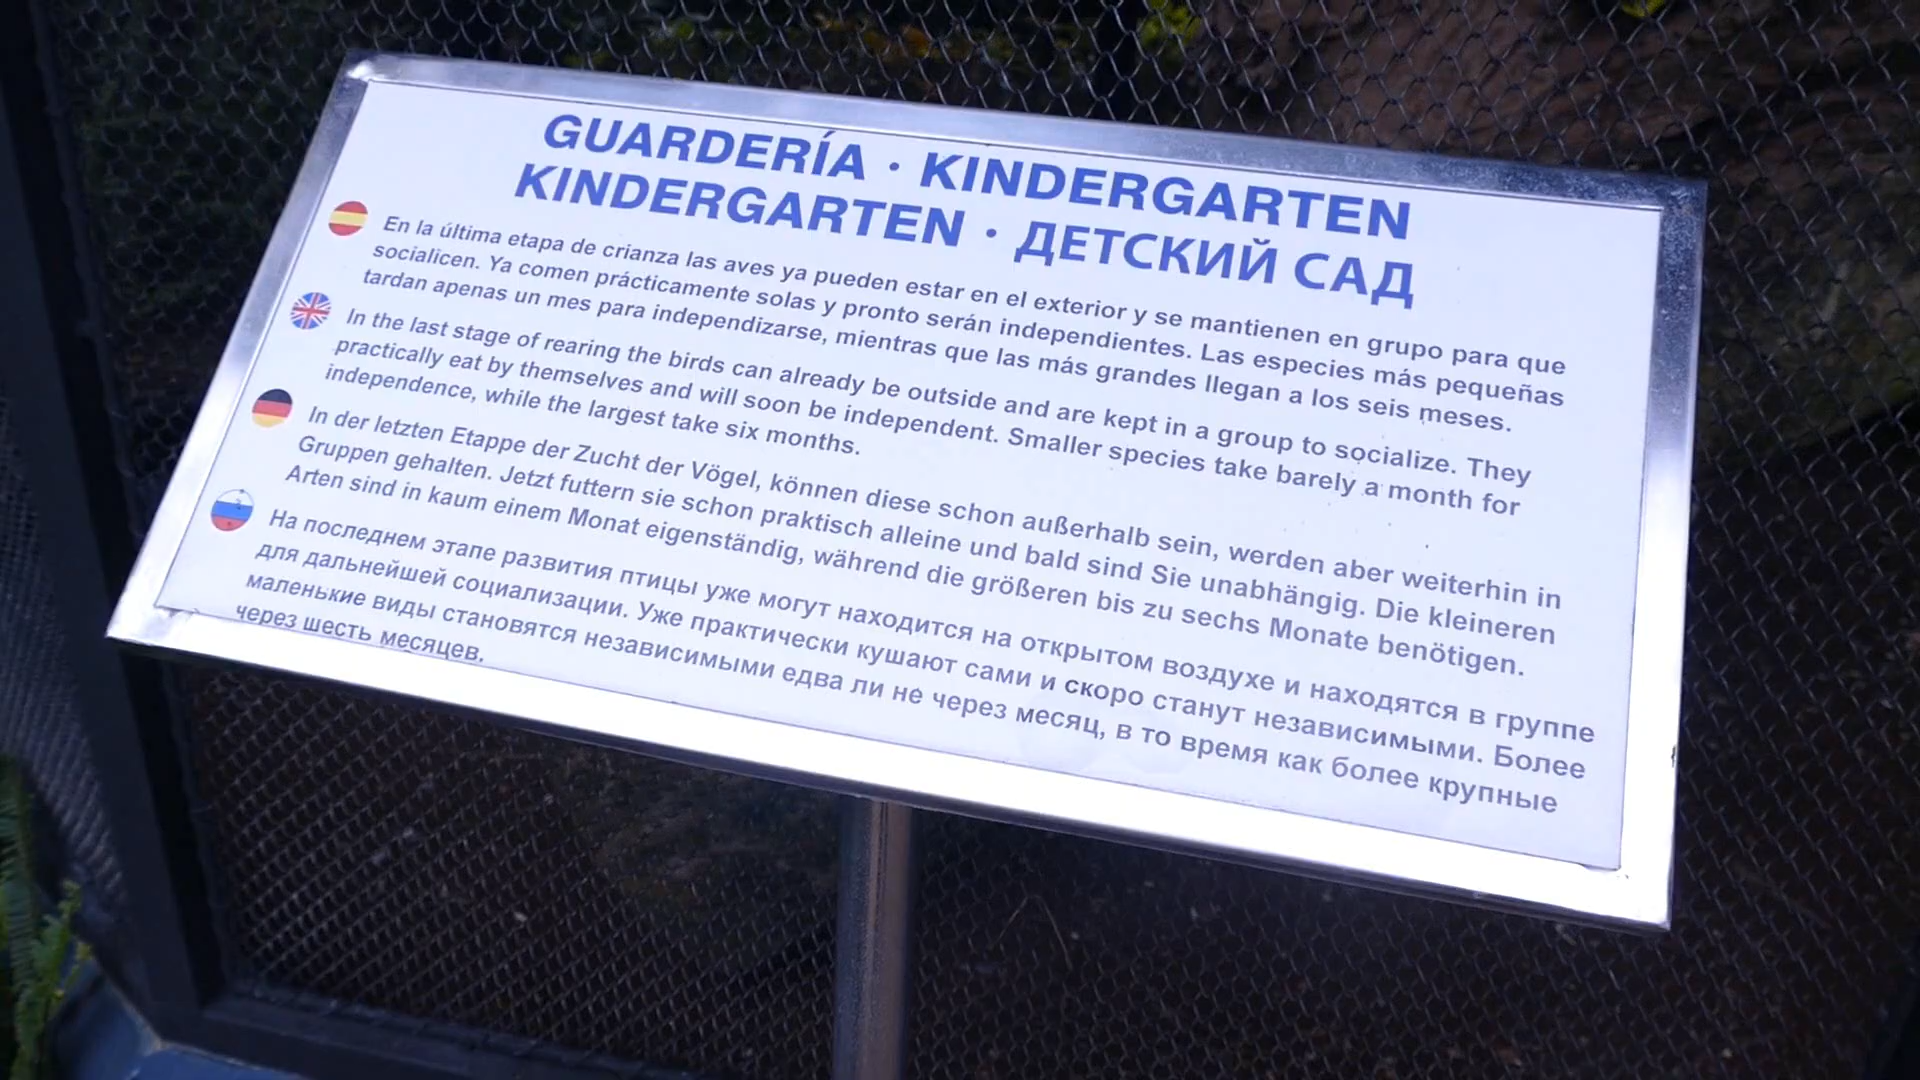 GUARDERÍA · KINDERGARTEN
KINDERGARTEN · ДЕТСКИЙ САД
En la última etapa de crianza las aves ya pueden estar en el exterior y se mantienen en grupo para que
socialicen. Ya comen prácticamente solas y pronto serán independientes. Las especies más pequeñas
tardan apenas un mes para independizarse, mientras que las más grandes llegan a los seis meses.
In the last stage of rearing the birds can already be outside and are kept in a group to socialize. They
practically eat by themselves and will soon be independent. Smaller species take barely a month for
independence, while the largest take six months.
In der letzten Etappe der Zucht der Vögel, können diese schon außerhalb sein, werden aber weiterhin in
Gruppen gehalten. Jetzt futtern sie schon praktisch alleine und bald sind Sie unabhängig. Die kleineren
Arten sind in kaum einem Monat eigenständig, während die größeren bis zu sechs Monate benötigen.
На последнем этапе развития птицы уже могут находится на открытом воздухе и находятся в группе
для дальнейшей социализации. Уже практически кушают сами и скоро станут независимыми. Более
маленькие виды становятся независимыми едва ли не через месяц, в то время как более крупные
через шесть месяцев.